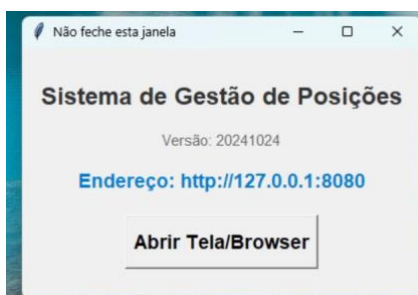 Não feche esta janela
Sistema de Gestão de Posições
Versão: 20241024
Endereço: http://127.0.0.1:8080
Abrir Tela/Browser